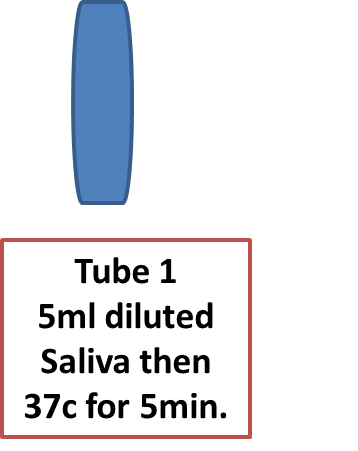 Tube 1
5ml diluted
Saliva then
37c for 5min.